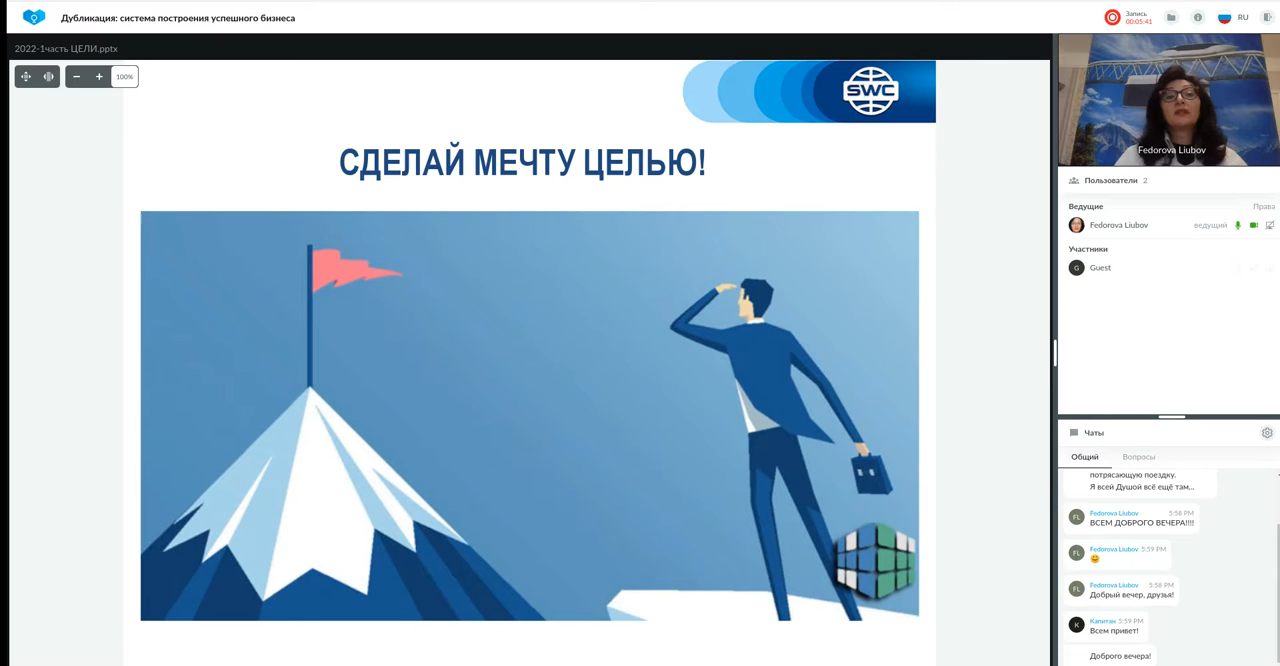 Дубликация: система построения успешного бизнеса
Запись
00:05:41
RU
2022-1часть ЦЕЛИ.pptx
100%
SWC
СДЕЛАЙ МЕЧТУ ЦЕЛЬЮ!
Fedorova Liubov
Пользователи 2
Ведущие Права
Fedorova Liubov ведущий
Участники
G Guest
Чаты
Общий Вопросы
потрясающую поездку.
Я всей Душой всё ещё там...
FL Fedorova Liubov 5:58 PM
ВСЕМ ДОБРОГО ВЕЧЕРА!!!!
FL Fedorova Liubov 5:59 PM
FL Fedorova Liubov 5:58 PM
Добрый вечер, друзья!
K Капитан 5:59 PM
Всем привет!
Доброго вечера!